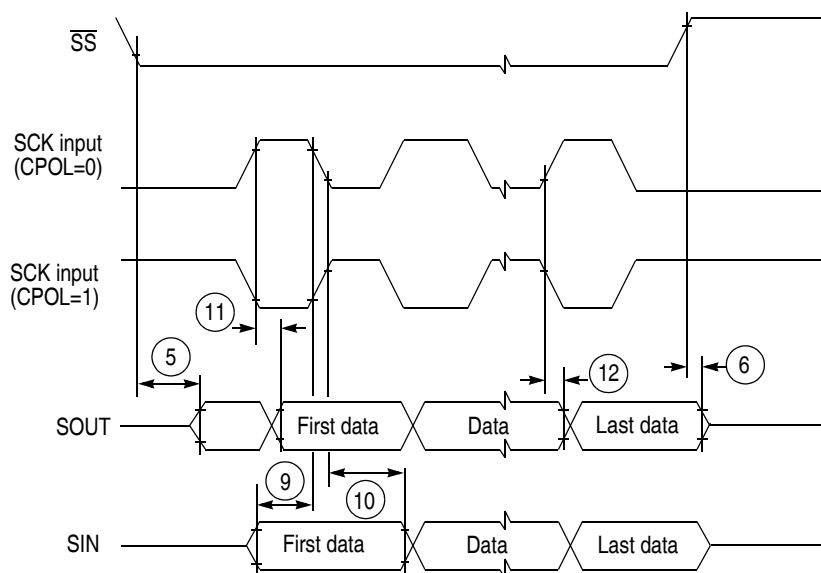 SS
SCK input
(CPOL=0)
SCK input
(CPOL=1)
11
5
12
6
SOUT
First data
Data
Last data
9
10
SIN
First data
Data
Last data